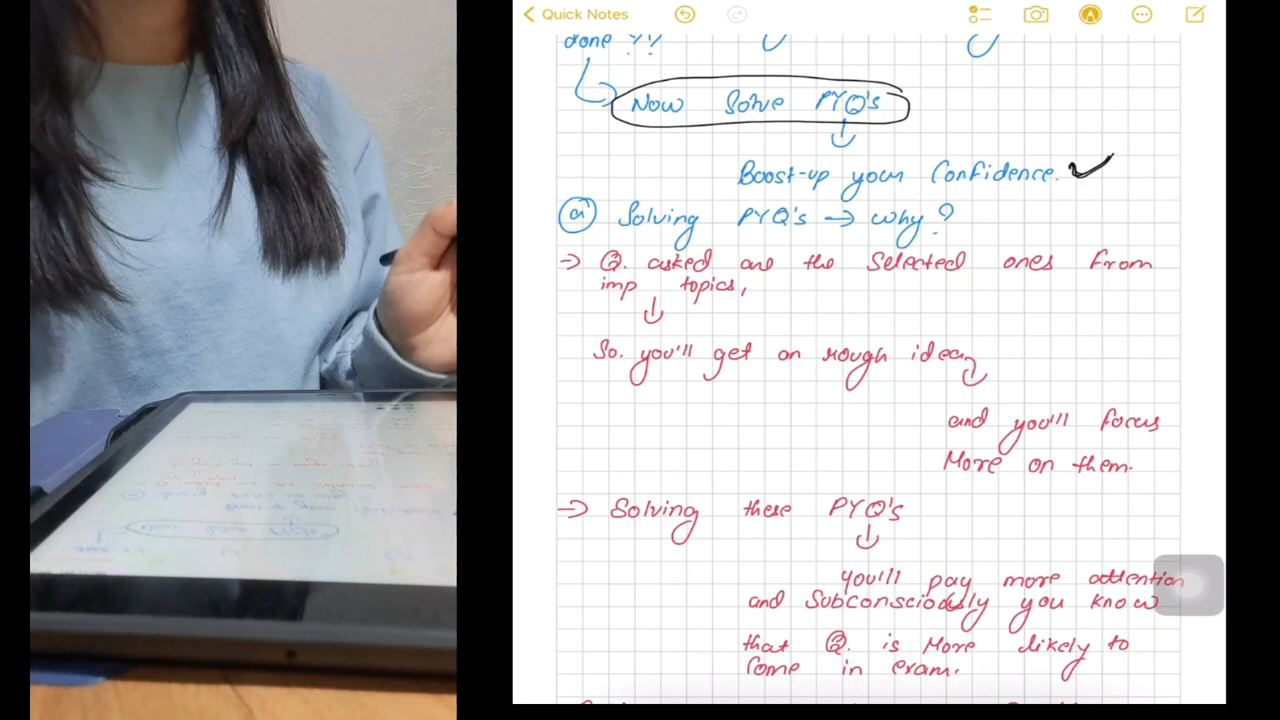 Quick Notes
done ??
Now Solve PYQ's
Boost-up your Confidence.
a Solving PYQ's → why?
→ Q. asked are the Selected ones from
imp topics,
So. you'll get an rough idea,
and you'll focus
More on them.
→ Solving these PYQ's
you'll pay more attention
and Subconsciously you know
that Q. is More likely to
Come in exam.